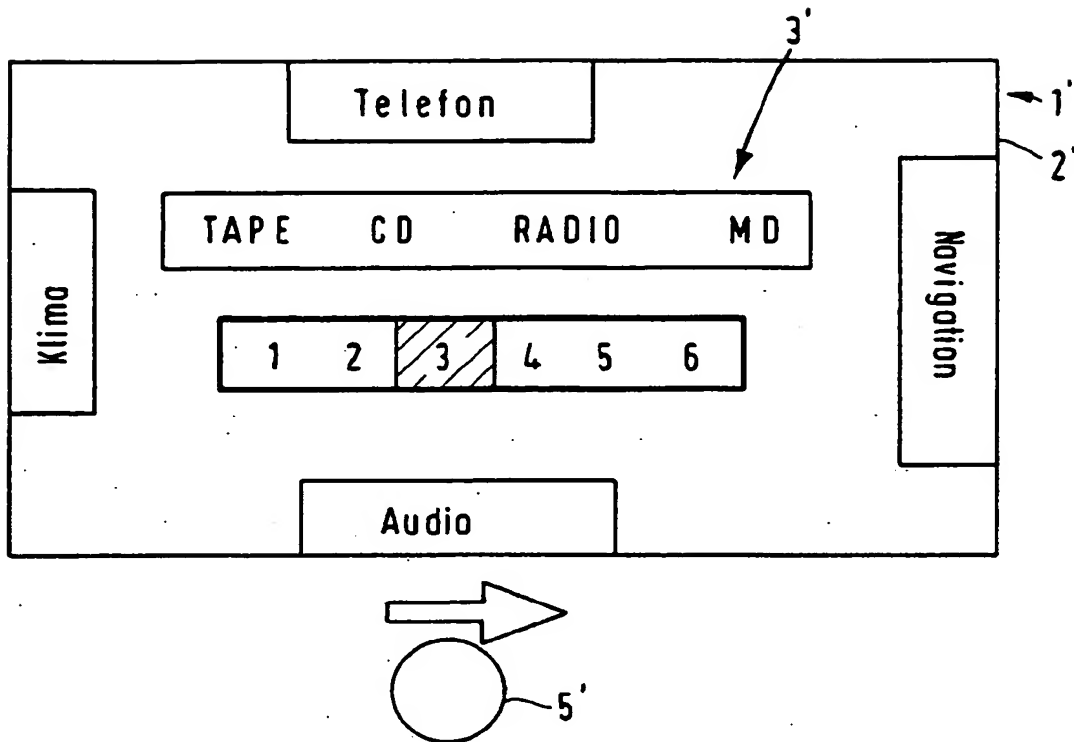 3'
Telefon
1'
2'
TAPE CD RADIO MD
Klima
Navigation
1 2 3 4 5 6
Audio
5'